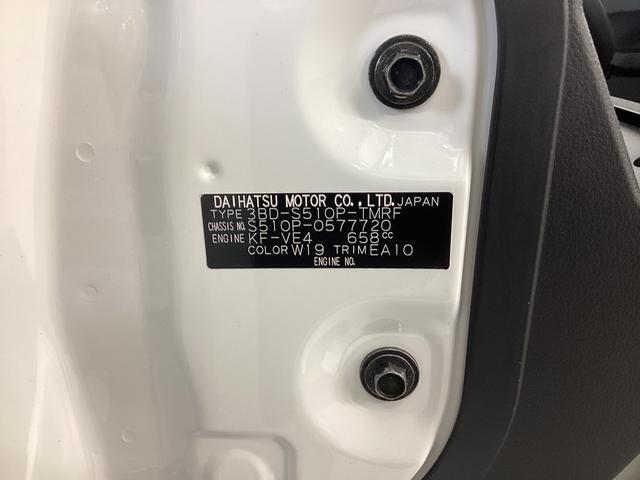 DAIHATSU MOTOR CO.,LTD. JAPAN
TYPE 3BD-S510P-TMRF
CHASSIS NO. S510P-0577720
ENGINE KF-VE4 658cc
COLOR W19 TRIM EA10
ENGINE NO.